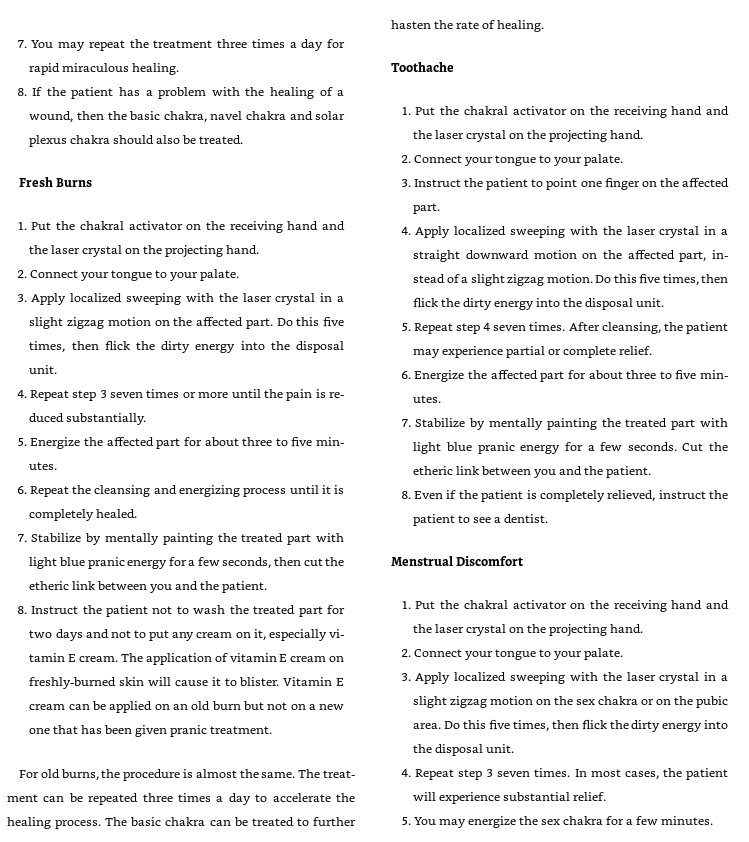 7. You may repeat the treatment three times a day for
rapid miraculous healing.
8. If the patient has a problem with the healing of a
wound, then the basic chakra, navel chakra and solar
plexus chakra should also be treated.
Fresh Burns
1. Put the chakral activator on the receiving hand and
the laser crystal on the projecting hand.
2. Connect your tongue to your palate.
3. Apply localized sweeping with the laser crystal in a
slight zigzag motion on the affected part. Do this five
times, then flick the dirty energy into the disposal
unit.
4. Repeat step 3 seven times or more until the pain is re-
duced substantially.
5. Energize the affected part for about three to five min-
utes.
6. Repeat the cleansing and energizing process until it is
completely healed.
7. Stabilize by mentally painting the treated part with
light blue pranic energy for a few seconds, then cut the
etheric link between you and the patient.
8. Instruct the patient not to wash the treated part for
two days and not to put any cream on it, especially vi-
tamin E cream. The application of vitamin E cream on
freshly-burned skin will cause it to blister. Vitamin E
cream can be applied on an old burn but not on a new
one that has been given pranic treatment.
For old burns, the procedure is almost the same. The treat-
ment can be repeated three times a day to accelerate the
healing process. The basic chakra can be treated to further
hasten the rate of healing.
Toothache
1. Put the chakral activator on the receiving hand and
the laser crystal on the projecting hand.
2. Connect your tongue to your palate.
3. Instruct the patient to point one finger on the affected
part.
4. Apply localized sweeping with the laser crystal in a
straight downward motion on the affected part, in-
stead of a slight zigzag motion. Do this five times, then
flick the dirty energy into the disposal unit.
5. Repeat step 4 seven times. After cleansing, the patient
may experience partial or complete relief.
6. Energize the affected part for about three to five min-
utes.
7. Stabilize by mentally painting the treated part with
light blue pranic energy for a few seconds. Cut the
etheric link between you and the patient.
8. Even if the patient is completely relieved, instruct the
patient to see a dentist.
Menstrual Discomfort
1. Put the chakral activator on the receiving hand and
the laser crystal on the projecting hand.
2. Connect your tongue to your palate.
3. Apply localized sweeping with the laser crystal in a
slight zigzag motion on the sex chakra or on the pubic
area. Do this five times, then flick the dirty energy into
the disposal unit.
4. Repeat step 3 seven times. In most cases, the patient
will experience substantial relief.
5. You may energize the sex chakra for a few minutes.